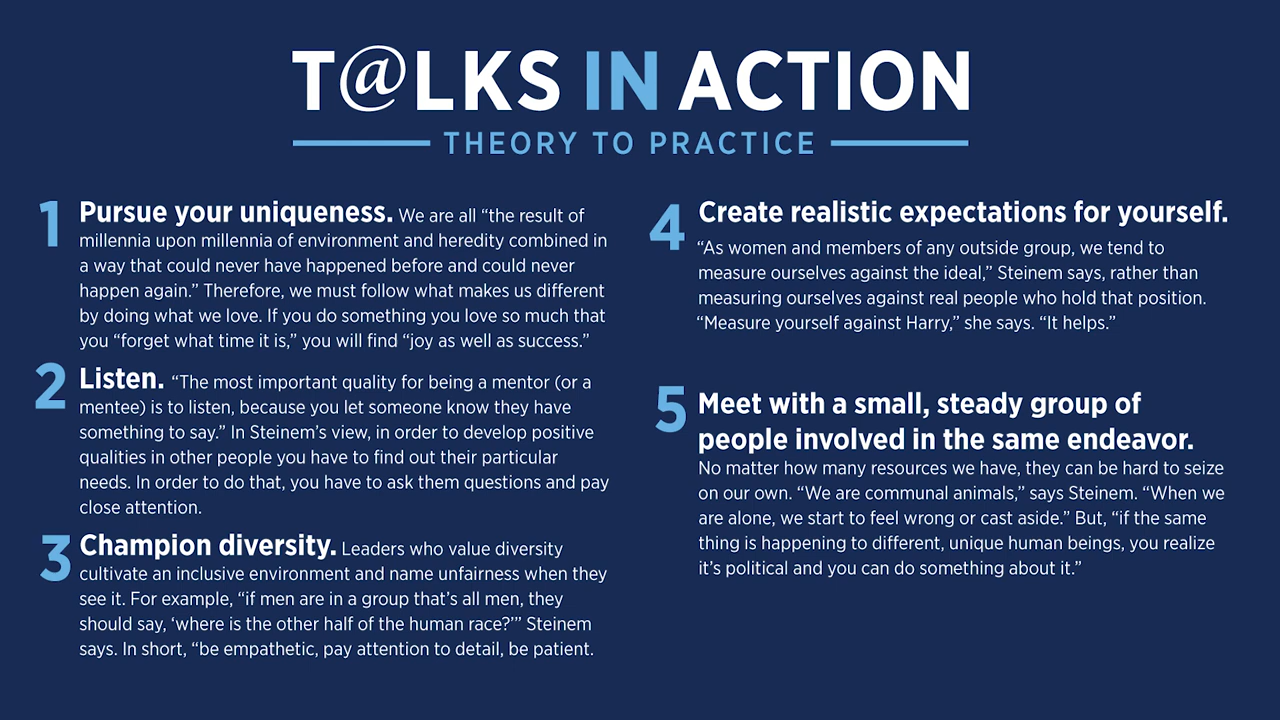 T@LKS IN ACTION
THEORY TO PRACTICE
1 Pursue your uniqueness. We are all “the result of
millennia upon millennia of environment and heredity combined in
a way that could never have happened before and could never
happen again.” Therefore, we must follow what makes us different
by doing what we love. If you do something you love so much that
you “forget what time it is,” you will find “joy as well as success.”
2 Listen. “The most important quality for being a mentor (or a
mentee) is to listen, because you let someone know they have
something to say.” In Steinem’s view, in order to develop positive
qualities in other people you have to find out their particular
needs. In order to do that, you have to ask them questions and pay
close attention.
3 Champion diversity. Leaders who value diversity
cultivate an inclusive environment and name unfairness when they
see it. For example, “if men are in a group that’s all men, they
should say, ‘where is the other half of the human race?’” Steinem
says. In short, “be empathetic, pay attention to detail, be patient.
4 Create realistic expectations for yourself.
“As women and members of any outside group, we tend to
measure ourselves against the ideal,” Steinem says, rather than
measuring ourselves against real people who hold that position.
“Measure yourself against Harry,” she says. “It helps.”
5 Meet with a small, steady group of
people involved in the same endeavor.
No matter how many resources we have, they can be hard to seize
on our own. “We are communal animals,” says Steinem. “When we
are alone, we start to feel wrong or cast aside.” But, “if the same
thing is happening to different, unique human beings, you realize
it’s political and you can do something about it.”